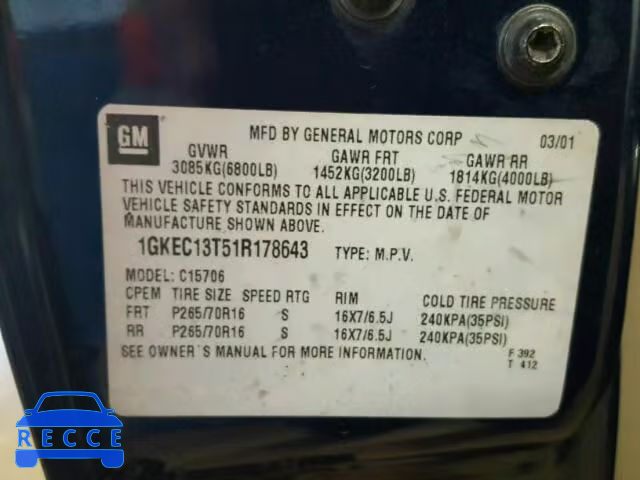 GM
MFD BY GENERAL MOTORS CORP
03/01
GVWR GAWR FRT GAWR RR
3085KG(6800LB) 1452KG(3200LB) 1814KG(4000LB)
THIS VEHICLE CONFORMS TO ALL APPLICABLE U.S. FEDERAL MOTOR
VEHICLE SAFETY STANDARDS IN EFFECT ON THE DATE OF
MANUFACTURE SHOWN ABOVE.
1GKEC13T51R178643 TYPE: M.P.V.
MODEL: C15706
CPEM TIRE SIZE SPEED RTG RIM COLD TIRE PRESSURE
FRT P265/70R16 S 16X7/6.5J 240KPA(35PSI)
RR P265/70R16 S 16X7/6.5J 240KPA(35PSI)
SEE OWNER'S MANUAL FOR MORE INFORMATION.
F 392
T 412
RECCE